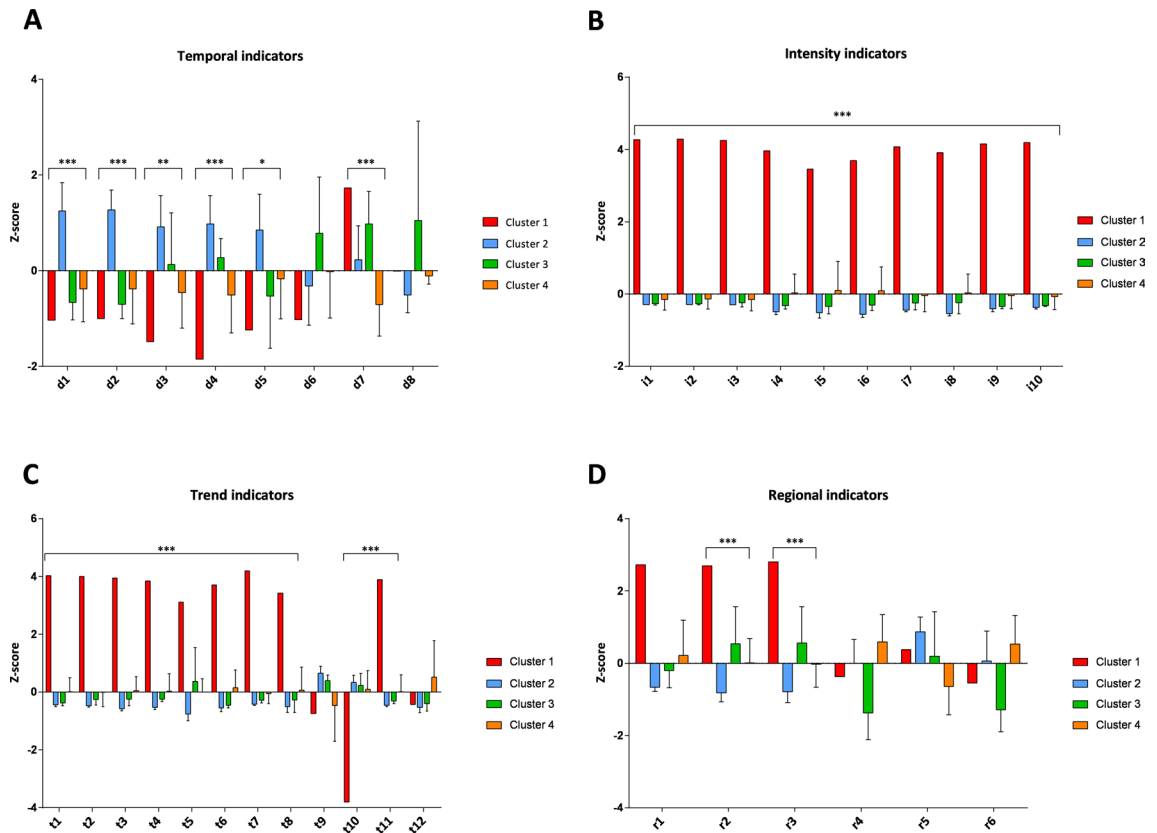 A
Temporal indicators
Z-score
4
2
0
-2
***
***
**
***
*
***
d1
d2
d3
d4
d5
d6
d7
d8
Cluster 1
Cluster 2
Cluster 3
Cluster 4
B
Intensity indicators
Z-score
6
4
2
0
-2
***
i1
i2
i3
i4
i5
i6
i7
i8
i9
i10
Cluster 1
Cluster 2
Cluster 3
Cluster 4
C
Trend indicators
Z-score
6
4
2
0
-2
-4
***
***
t1
t2
t3
t4
t5
t6
t7
t8
t9
t10
t11
t12
Cluster 1
Cluster 2
Cluster 3
Cluster 4
D
Regional indicators
Z-score
4
2
0
-2
-4
***
***
r1
r2
r3
r4
r5
r6
Cluster 1
Cluster 2
Cluster 3
Cluster 4